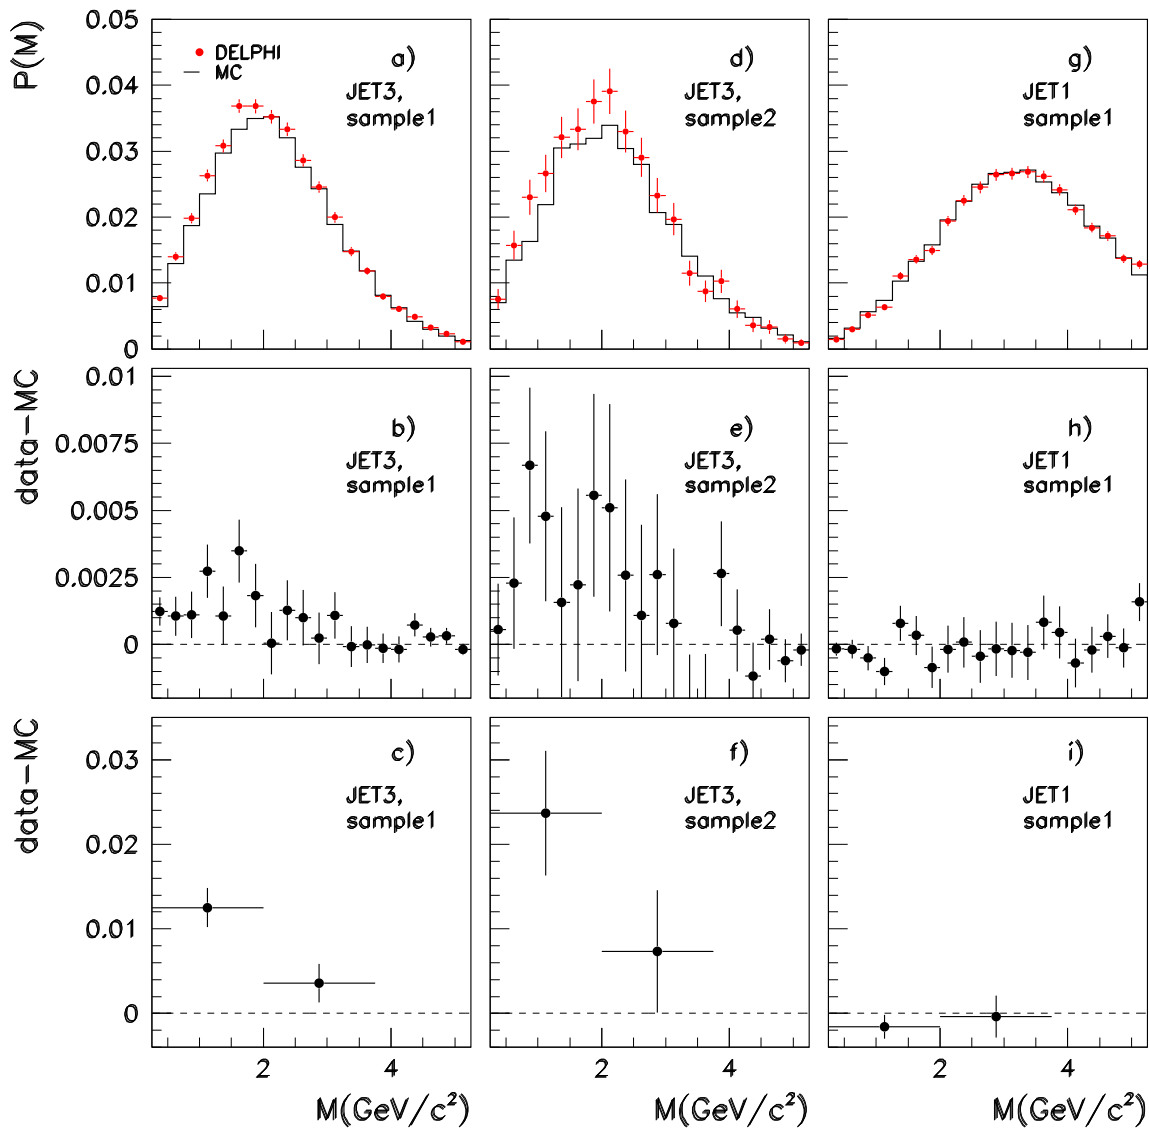 P(M)
0.05
0.04
0.03
0.02
0.01
0
DELPHI
MC
a)
JET3,
sample1
d)
JET3,
sample2
g)
JET1
sample1
data-MC
0.01
0.0075
0.005
0.0025
0
b)
JET3,
sample1
e)
JET3,
sample2
h)
JET1
sample1
data-MC
0.03
0.02
0.01
0
c)
JET3,
sample1
f)
JET3,
sample2
i)
JET1
sample1
2 4 2 4 2 4
M(GeV/c²) M(GeV/c²) M(GeV/c²)